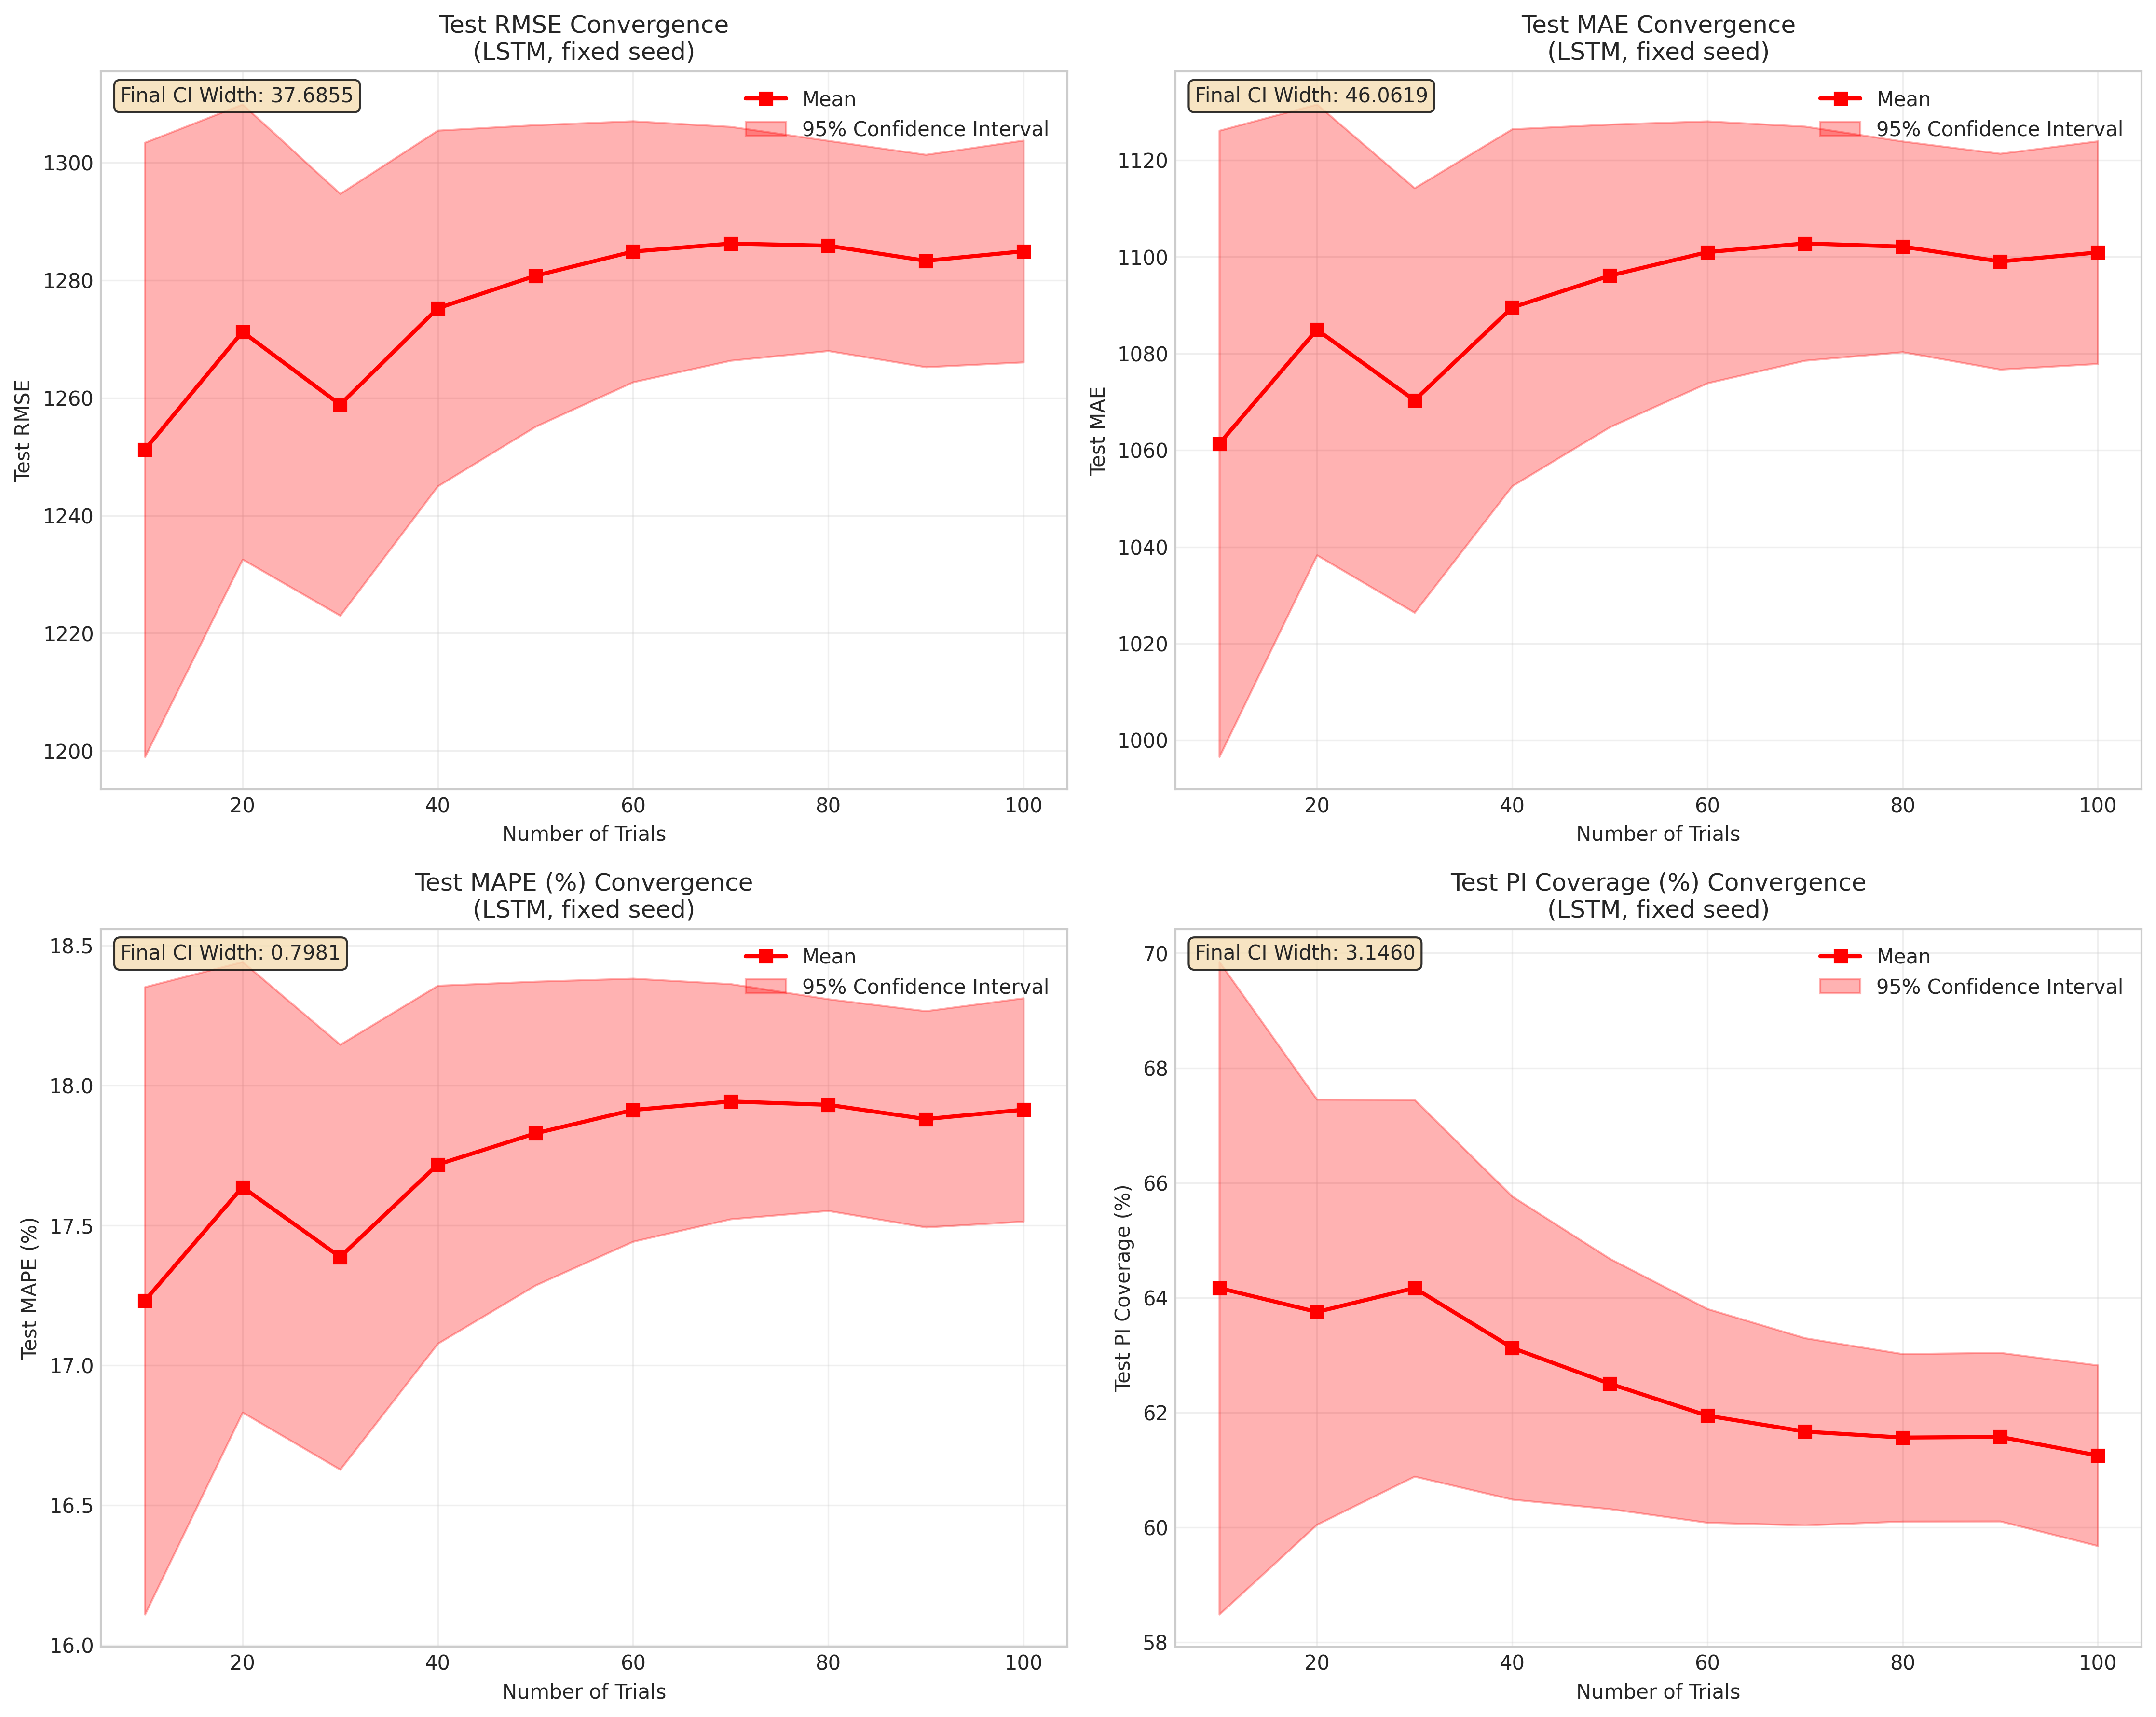 Test RMSE Convergence
(LSTM, fixed seed)
Final CI Width: 37.6855
Mean
95% Confidence Interval
Test RMSE
1300
1280
1260
1240
1220
1200
20 40 60 80 100
Number of Trials
Test MAE Convergence
(LSTM, fixed seed)
Final CI Width: 46.0619
Mean
95% Confidence Interval
Test MAE
1120
1100
1080
1060
1040
1020
1000
20 40 60 80 100
Number of Trials
Test MAPE (%) Convergence
(LSTM, fixed seed)
Final CI Width: 0.7981
Mean
95% Confidence Interval
Test MAPE (%)
18.5
18.0
17.5
17.0
16.5
16.0
20 40 60 80 100
Number of Trials
Test PI Coverage (%) Convergence
(LSTM, fixed seed)
Final CI Width: 3.1460
Mean
95% Confidence Interval
Test PI Coverage (%)
70
68
66
64
62
60
58
20 40 60 80 100
Number of Trials